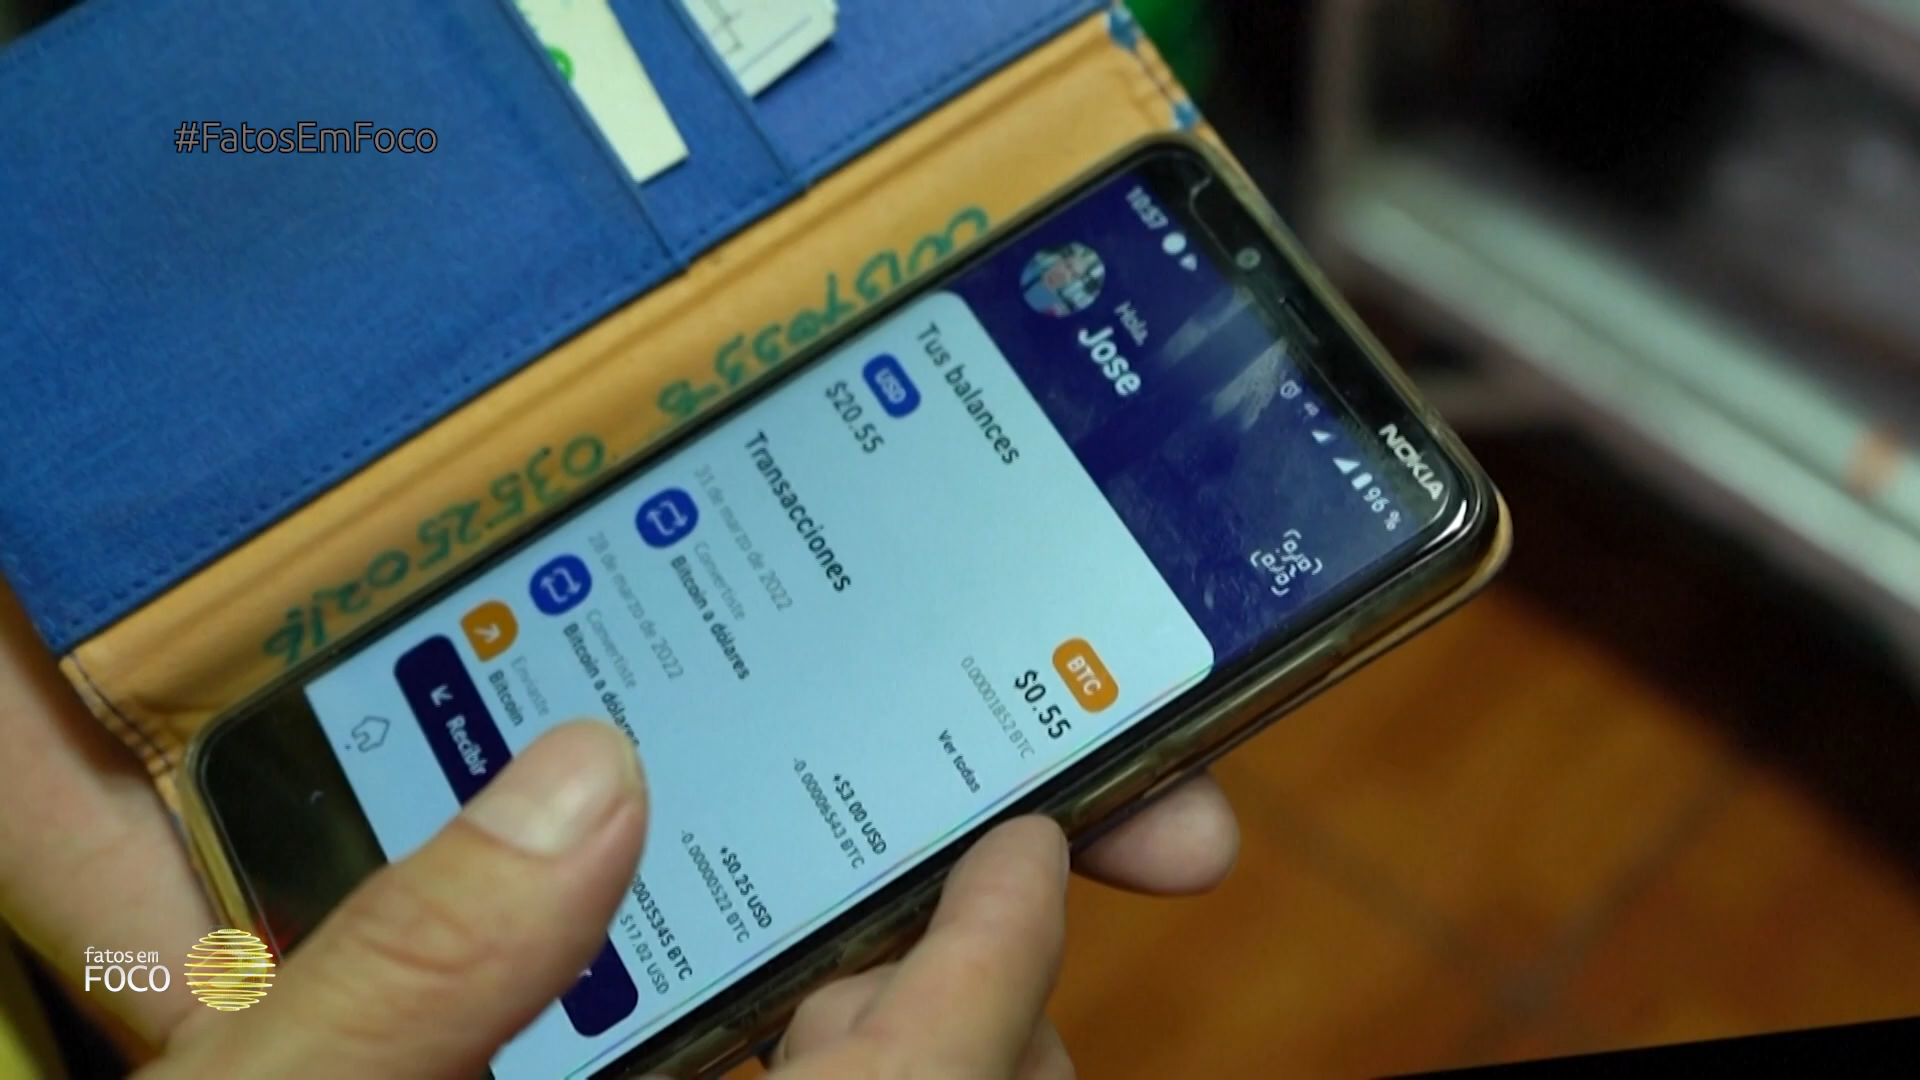 #FatosEmFoco
10:57
96 %
NOKIA
Hola,
Jose
Tus balances
USD
$20.55
BTC
$0.55
0.00001852 BTC
Transacciones
Ver todas
31 de marzo de 2022
Convertiste
+$3.00 USD
Bitcoin a dólares
-0.00006543 BTC
28 de marzo de 2022
Convertiste
+$0.25 USD
Bitcoin a dólares
-0.00000522 BTC
Enviaste
Bitcoin
$17.02 USD
Recibir
035250216
fatos em
FOCO